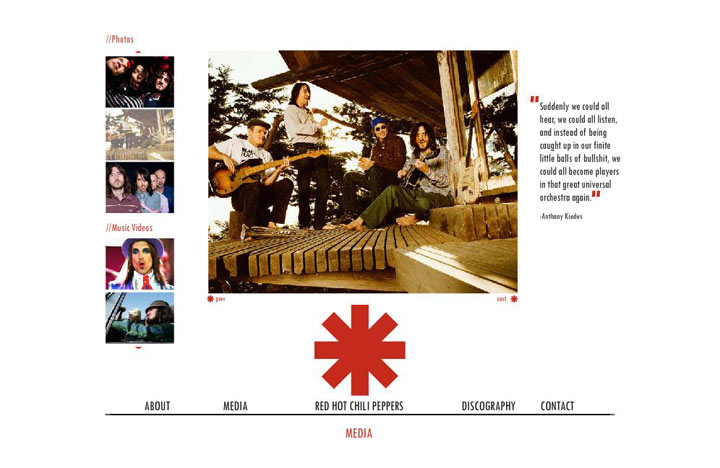 //Photos
//Music Videos
prev
next
"Suddenly we could all
hear, we could all listen,
and instead of being
caught up in our finite
little balls of bullshit, we
could all become players
in that great universal
orchestra again."
-Anthony Kiedes
ABOUT
MEDIA
RED HOT CHILI PEPPERS
DISCOGRAPHY
CONTACT
MEDIA